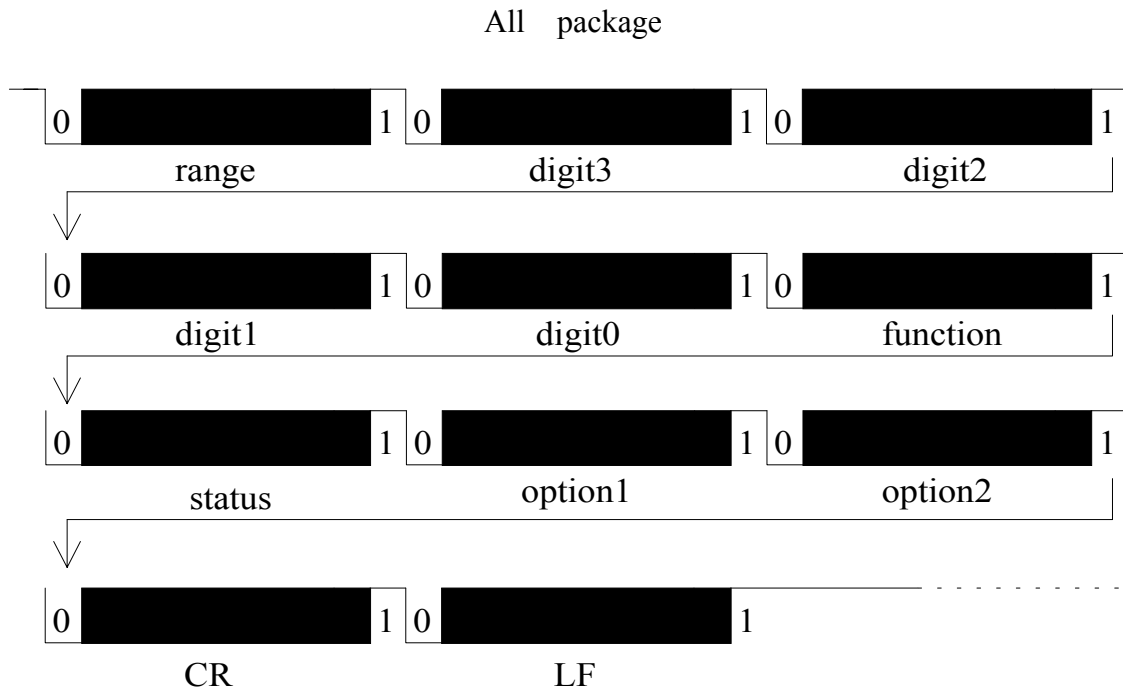 All package
0 1 0 1 0 1
range digit3 digit2
0 1 0 1 0 1
digit1 digit0 function
0 1 0 1 0 1
status option1 option2
0 1 0 1
CR LF